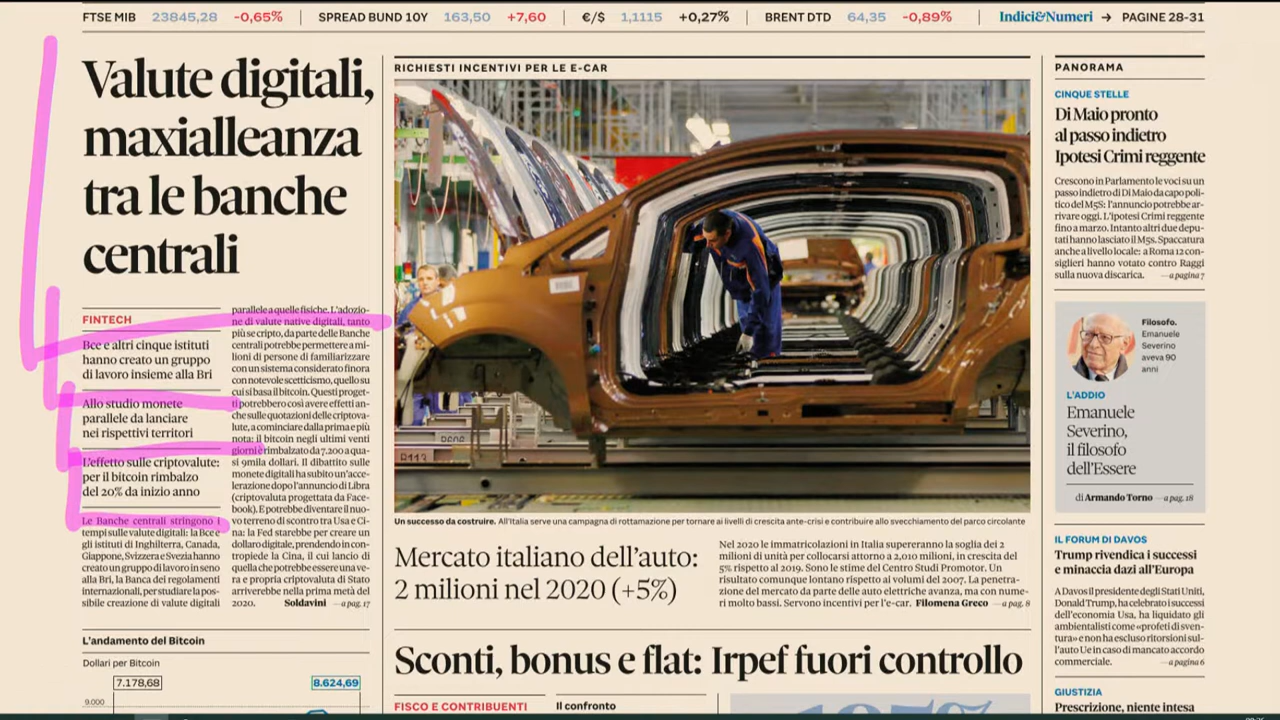 FTSE MIB 23845,28 -0,65% | SPREAD BUND 10Y 163,50 +7,60 | €/$ 1,1115 +0,27% | BRENT DTD 64,35 -0,89% | Indici&Numeri → PAGINE 28-31
Valute digitali,
maxialleanza
tra le banche
centrali
FINTECH
Bce e altri cinque istituti
hanno creato un gruppo
di lavoro insieme alla Bri
Allo studio monete
parallele da lanciare
nei rispettivi territori
L'effetto sulle criptovalute:
per il bitcoin rimbalzo
del 20% da inizio anno
Le Banche centrali stringono i
tempi sulle valute digitali: la Bce e
gli istituti di Inghilterra, Canada,
Giappone, Svizzera e Svezia hanno
creato un gruppo di lavoro in seno
alla Bri, la Banca dei regolamenti
internazionali, per studiare la pos-
sibile creazione di valute digitali
parallele a quelle fisiche. L'adozio-
ne di valute native digitali, tanto
più se cripto, da parte delle Banche
centrali potrebbe permettere a mi-
lioni di persone di familiarizzare
con un sistema considerato finora
con notevole scetticismo, quello su
cui si basa il bitcoin. Questi proget-
ti potrebbero così avere effetti an-
che sulle quotazioni delle criptova-
lute, a cominciare dalla prima e più
nota: il bitcoin negli ultimi venti
giorni è rimbalzato da 7.200 a qua-
si 9mila dollari. Il dibattito sulle
monete digitali ha subito un'acce-
lerazione dopo l'annuncio di Libra
(criptovaluta progettata da Face-
book). E potrebbe diventare il nuo-
vo terreno di scontro tra Usa e Ci-
na: la Fed starebbe per creare un
dollaro digitale, prendendo in con-
tropiede la Cina, il cui lancio di
quella che potrebbe essere una ve-
ra e propria criptovaluta di Stato
arriverebbe nella prima metà del
2020. Soldavini —a pag. 17
L'andamento del Bitcoin
Dollari per Bitcoin
7.178,68 8.624,69
9.000
RICHIESTI INCENTIVI PER LE E-CAR
Un successo da costruire. All'Italia serve una campagna di rottamazione per tornare ai livelli di crescita ante-crisi e contribuire allo svecchiamento del parco circolante
Mercato italiano dell'auto:
2 milioni nel 2020 (+5%)
Nel 2020 le immatricolazioni in Italia supereranno la soglia dei 2
milioni di unità per collocarsi attorno a 2,010 milioni, in crescita del
5% rispetto al 2019. Sono le stime del Centro Studi Promotor. Un
risultato comunque lontano rispetto ai volumi del 2007. La penetra-
zione del mercato da parte delle auto elettriche avanza, ma con nume-
ri molto bassi. Servono incentivi per l'e-car. Filomena Greco —a pag. 8
Sconti, bonus e flat: Irpef fuori controllo
FISCO E CONTRIBUENTI
Il confronto
PANORAMA
CINQUE STELLE
Di Maio pronto
al passo indietro
Ipotesi Crimi reggente
Crescono in Parlamento le voci su un
passo indietro di Di Maio da capo poli-
tico del M5S: l'annuncio potrebbe ar-
rivare oggi. L'ipotesi Crimi reggente
fino a marzo. Intanto altri due depu-
tati hanno lasciato il M5s. Spaccatura
anche a livello locale: a Roma 12 con-
siglieri hanno votato contro Raggi
sulla nuova discarica. —a pagina 7
Filosofo.
Emanuele
Severino
aveva 90
anni
L'ADDIO
Emanuele
Severino,
il filosofo
dell'Essere
di Armando Torno —a pag. 18
IL FORUM DI DAVOS
Trump rivendica i successi
e minaccia dazi all'Europa
A Davos il presidente degli Stati Uniti,
Donald Trump, ha celebrato i successi
dell'economia Usa, ha liquidato gli
ambientalisti come «profeti di sven-
tura» e non ha escluso ritorsioni sul-
l'auto Ue in caso di mancato accordo
commerciale. —a pagina 6
GIUSTIZIA
Prescrizione, niente intesa